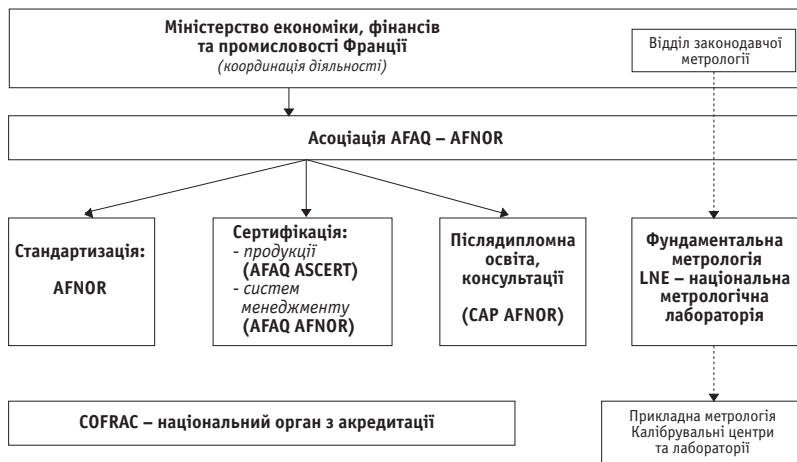 Міністерство економіки, фінансів
та промисловості Франції
(координація діяльності)
Відділ законодавчої
метрології
Асоціація AFAQ – AFNOR
Стандартизація:
AFNOR
Сертифікація:
- продукції
(AFAQ ASCERT)
- систем
менеджменту
(AFAQ AFNOR)
Післядипломна
освіта,
консультації
(CAP AFNOR)
Фундаментальна
метрологія
LNE – національна
метрологічна
лабораторія
COFRAC – національний орган з акредитації
Прикладна метрологія
Калібрувальні центри
та лабораторії